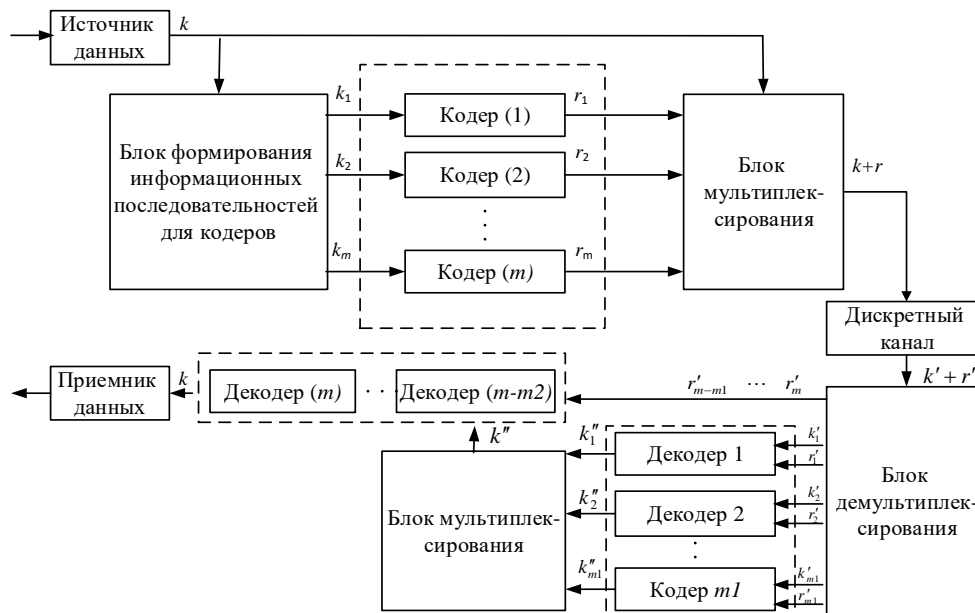 Источник
данных
k
Блок формирования
информационных
последовательностей
для кодеров
k₁
k₂
kₘ
Кодер (1)
Кодер (2)
Кодер (m)
r₁
r₂
rₘ
Блок
мультиплек-
сирования
k+r
Дискретный
канал
k' + r'
Приемник
данных
k
Декодер (m)
· · ·
Декодер (m-m2)
r'ₘ₋ₘ₁ ... r'ₘ
k''
Блок мультиплек-
сирования
k''₁
k''₂
k''ₘ₁
Декодер 1
Декодер 2
Кодер m1
k'₁
r'₁
k'₂
r'₂
k'ₘ₁
r'ₘ₁
Блок
демультиплек-
сирования